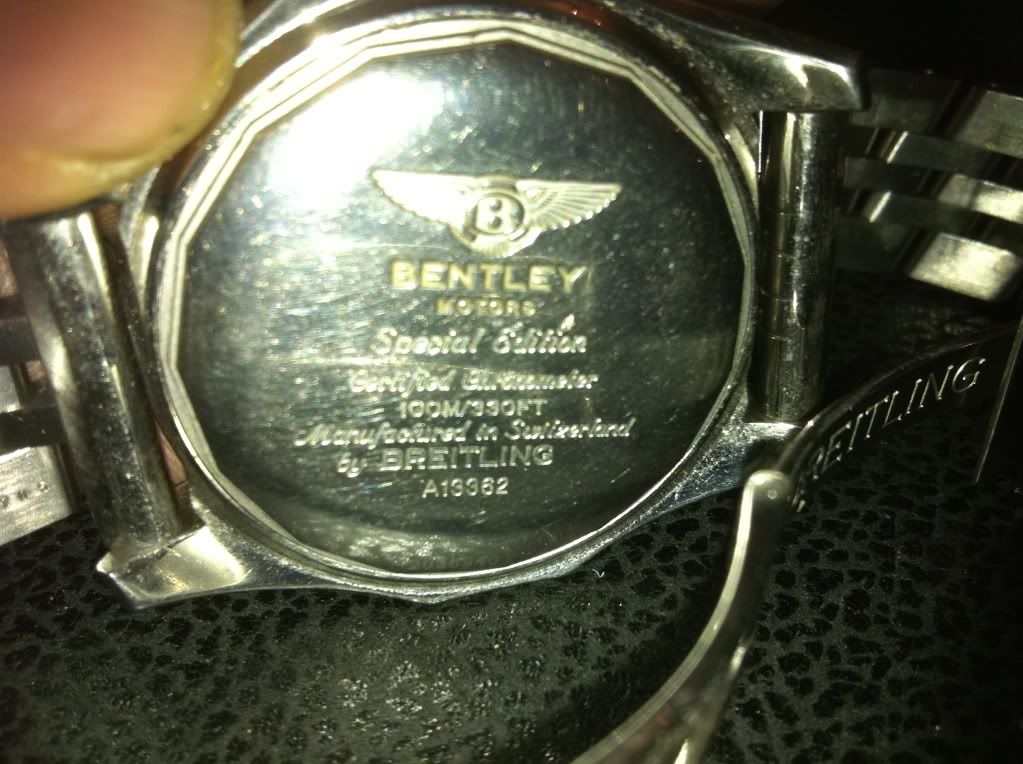 B
BENTLEY
MOTORS
Special Edition
Certified Chronometer
100M/330FT
Manufactured in Switzerland
by BREITLING
A13362
BREITLING